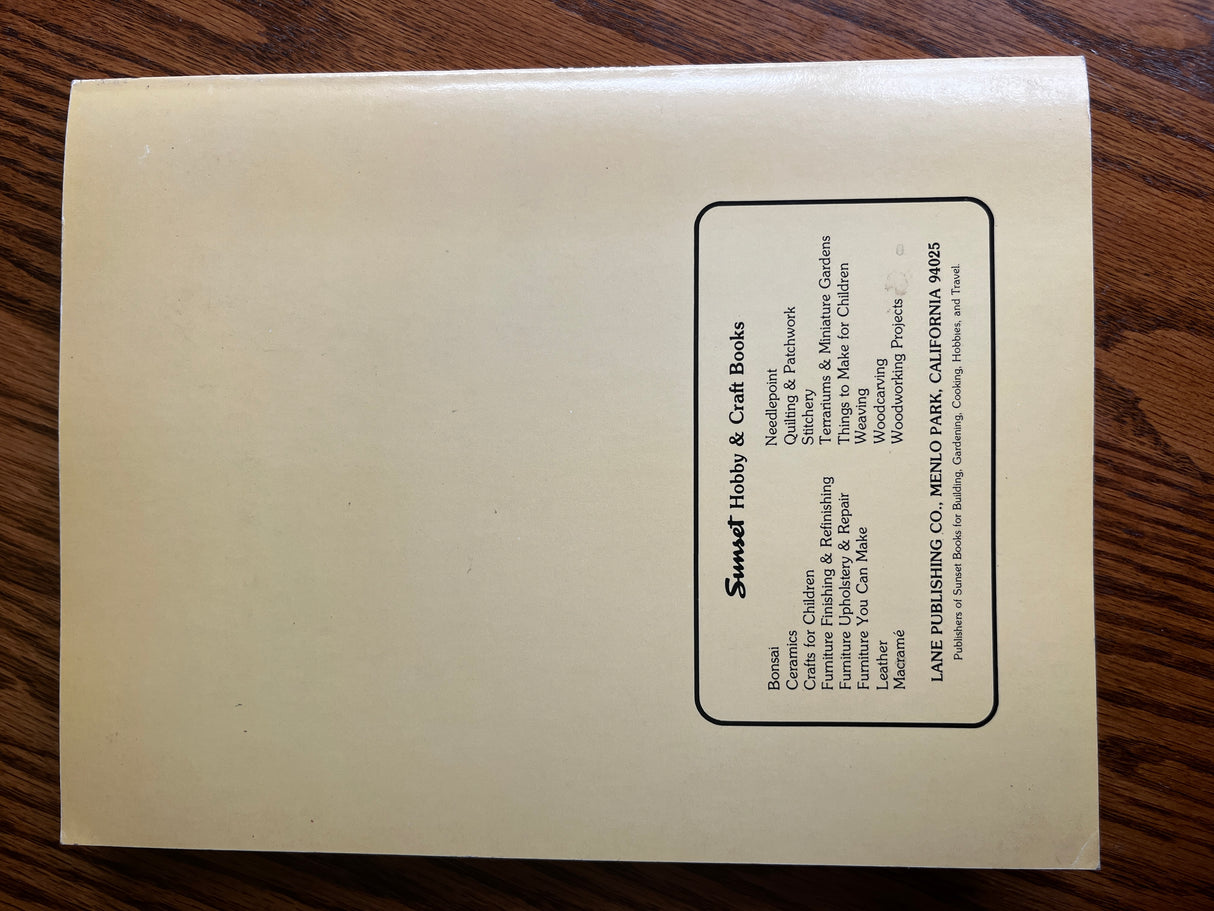 Sunset Hobby & Craft Books
Bonsai
Ceramics
Crafts for Children
Furniture Finishing & Refinishing
Furniture Upholstery & Repair
Furniture You Can Make
Leather
Macramé
Needlepoint
Quilting & Patchwork
Stitchery
Terrariums & Miniature Gardens
Things to Make for Children
Weaving
Woodcarving
Woodworking Projects
LANE PUBLISHING CO., MENLO PARK, CALIFORNIA 94025
Publishers of Sunset Books for Building, Gardening, Cooking, Hobbies, and Travel.